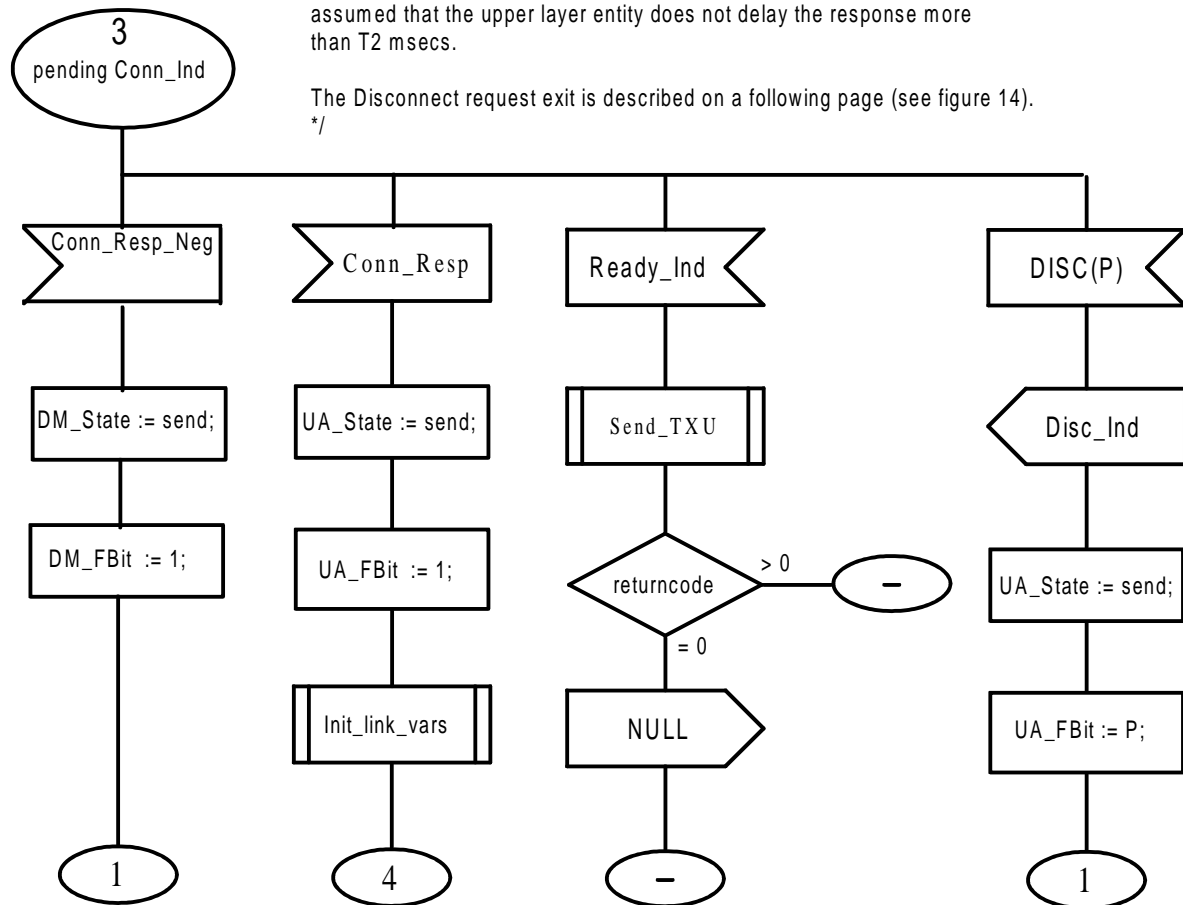 assumed that the upper layer entity does not delay the response more
than T2 msecs.
The Disconnect request exit is described on a following page (see figure 14).
*/
3
pending Conn_Ind
Conn_Resp_Neg
Conn_Resp
Ready_Ind
DISC(P)
DM_State := send;
UA_State := send;
Send_TXU
Disc_Ind
DM_FBit := 1;
UA_FBit := 1;
returncode
> 0
–
UA_State := send;
= 0
Init_link_vars
NULL
UA_FBit := P;
1
4
–
1